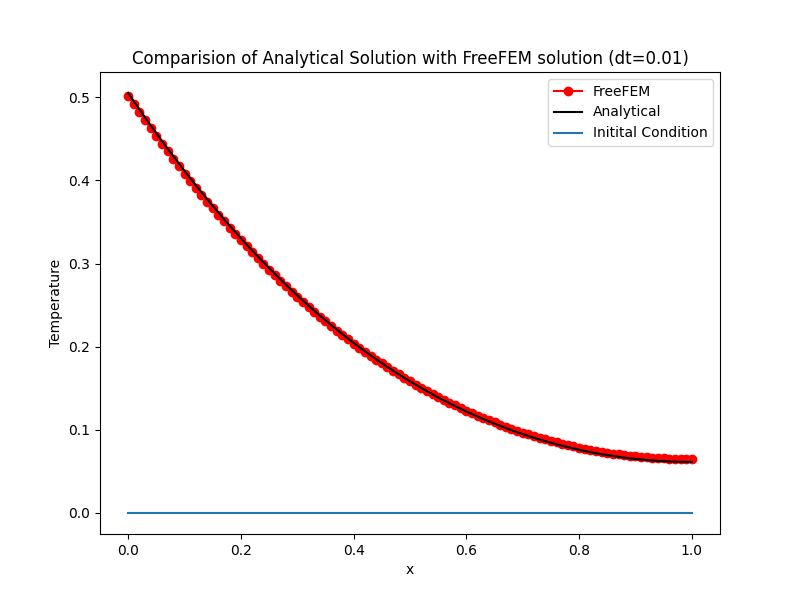 Comparision of Analytical Solution with FreeFEM solution (dt=0.01)
FreeFEM
Analytical
Initital Condition
0.5
0.4
0.3
0.2
0.1
0.0
Temperature
0.0 0.2 0.4 0.6 0.8 1.0
x